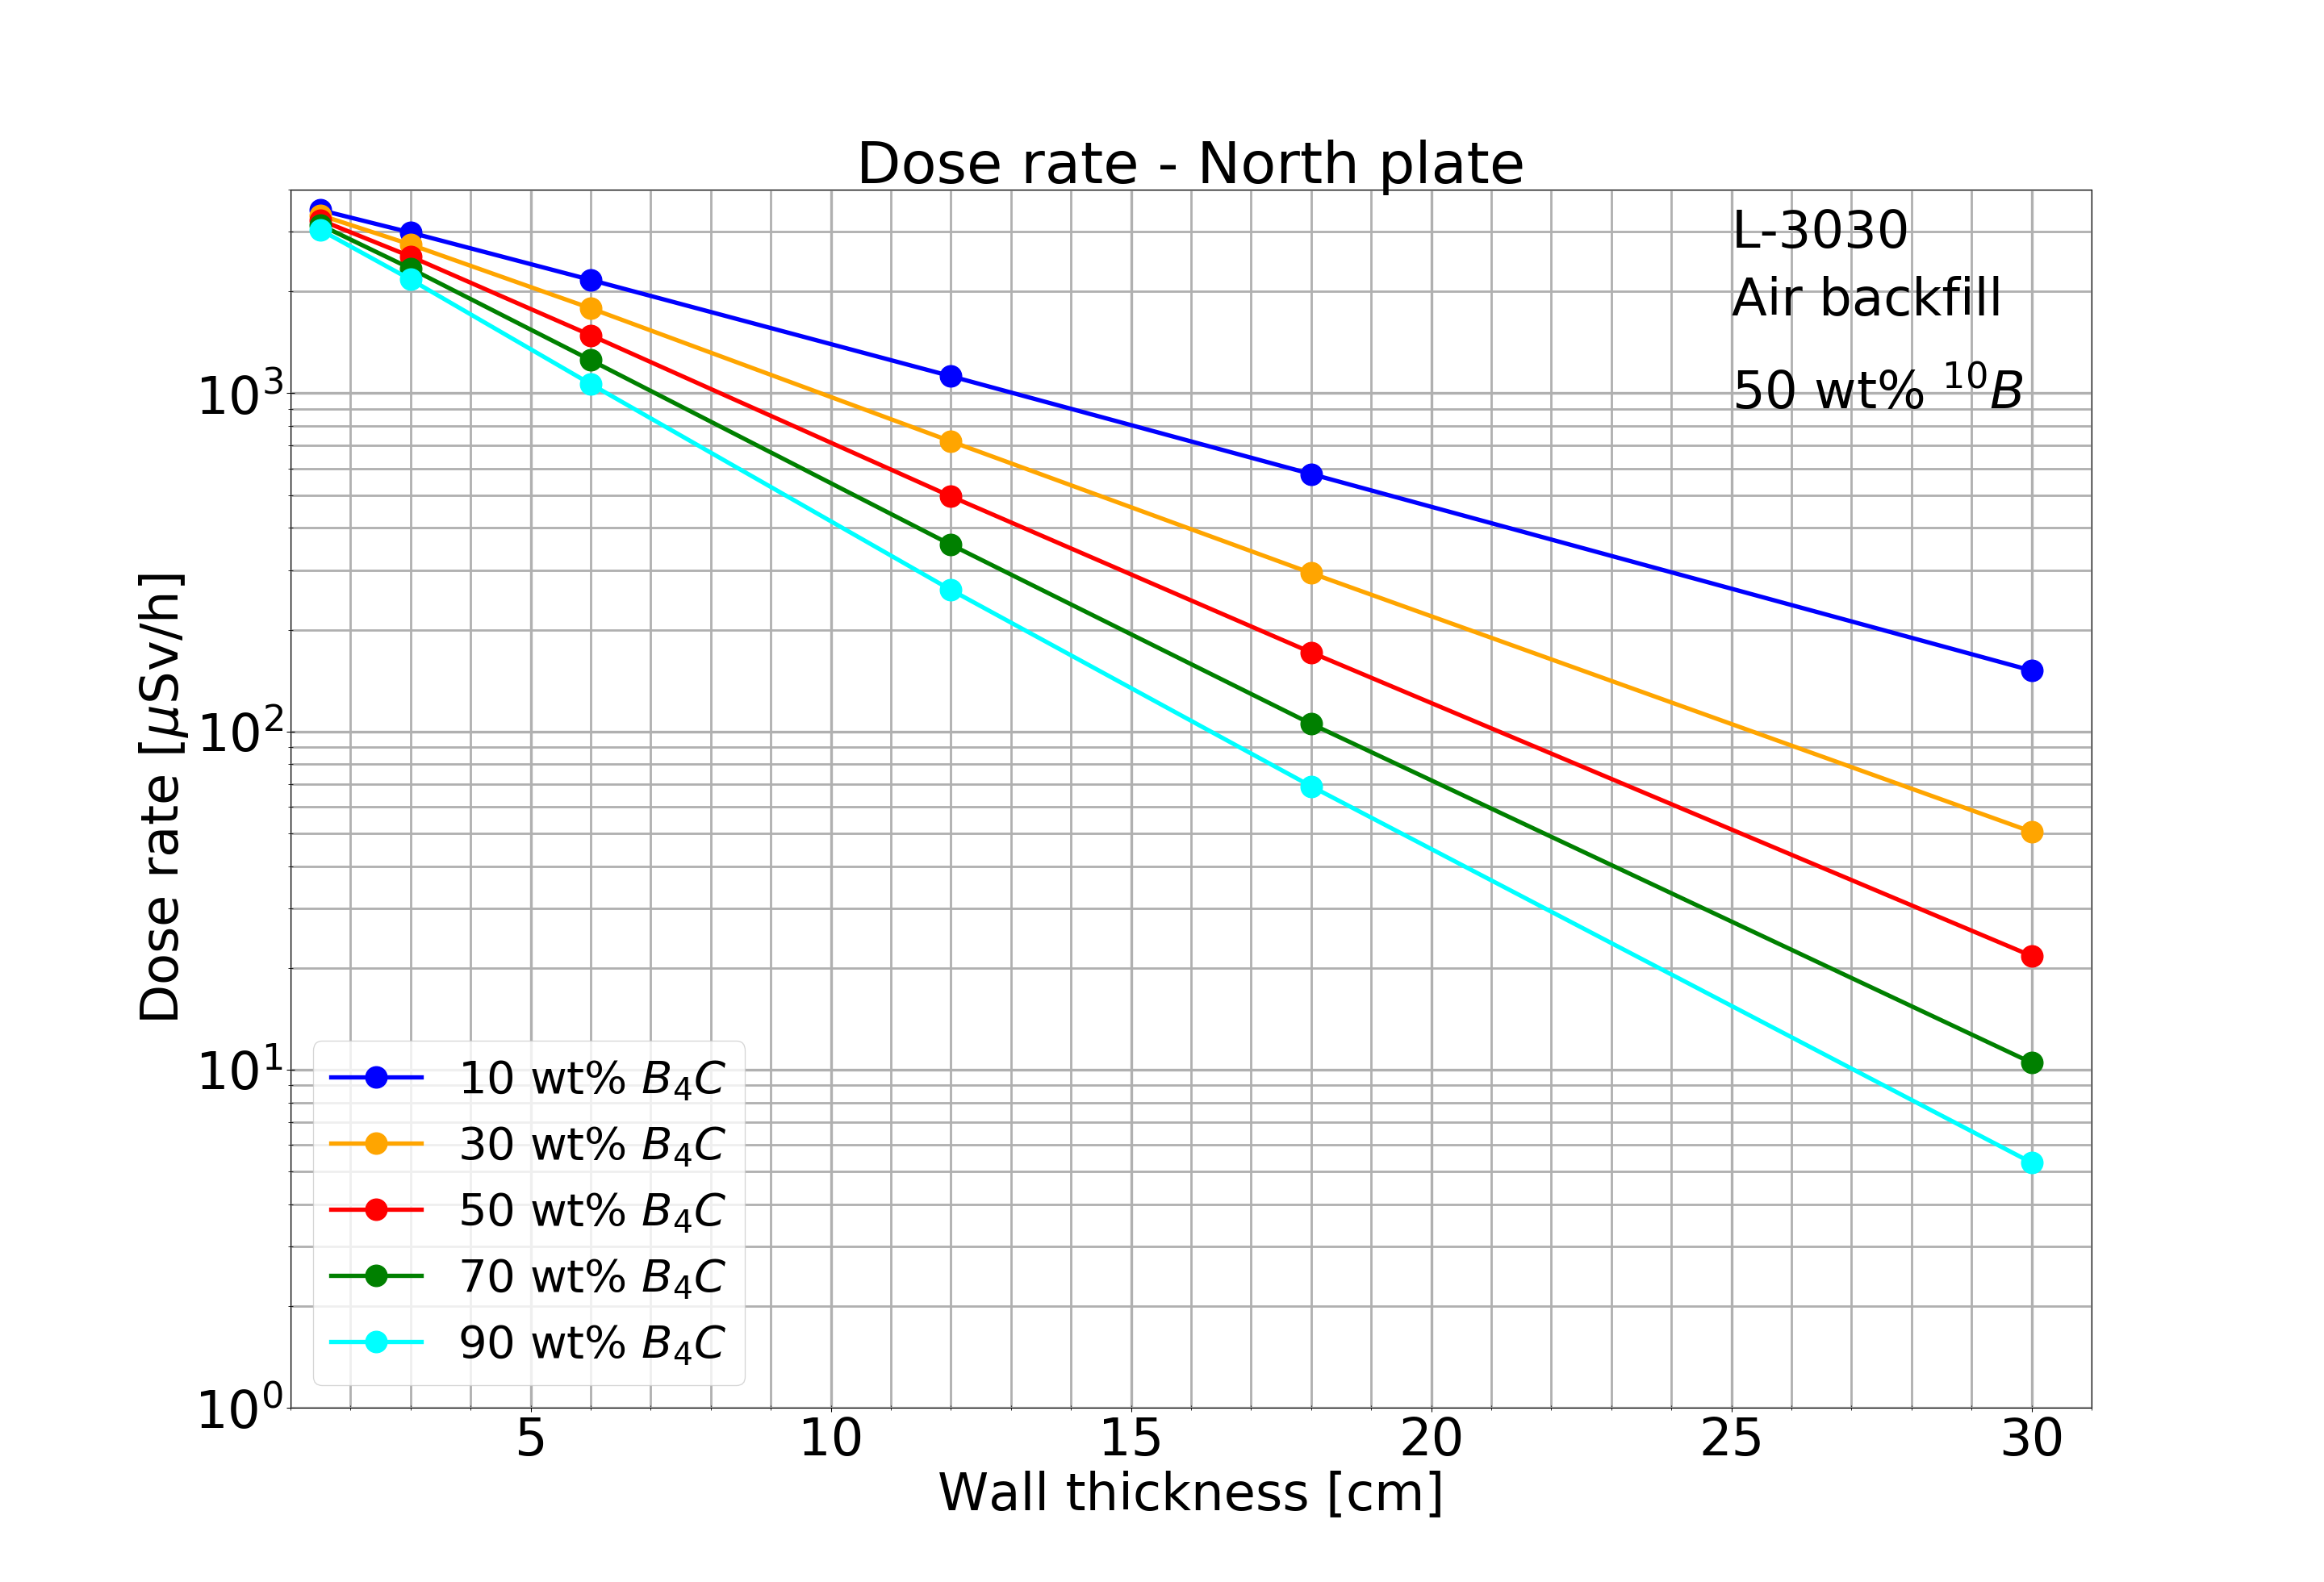 Dose rate - North plate
L-3030
Air backfill
50 wt% ¹⁰B
Dose rate [μSv/h]
10³
10²
10¹
10⁰
10 wt% B₄C
30 wt% B₄C
50 wt% B₄C
70 wt% B₄C
90 wt% B₄C
5 10 15 20 25 30
Wall thickness [cm]